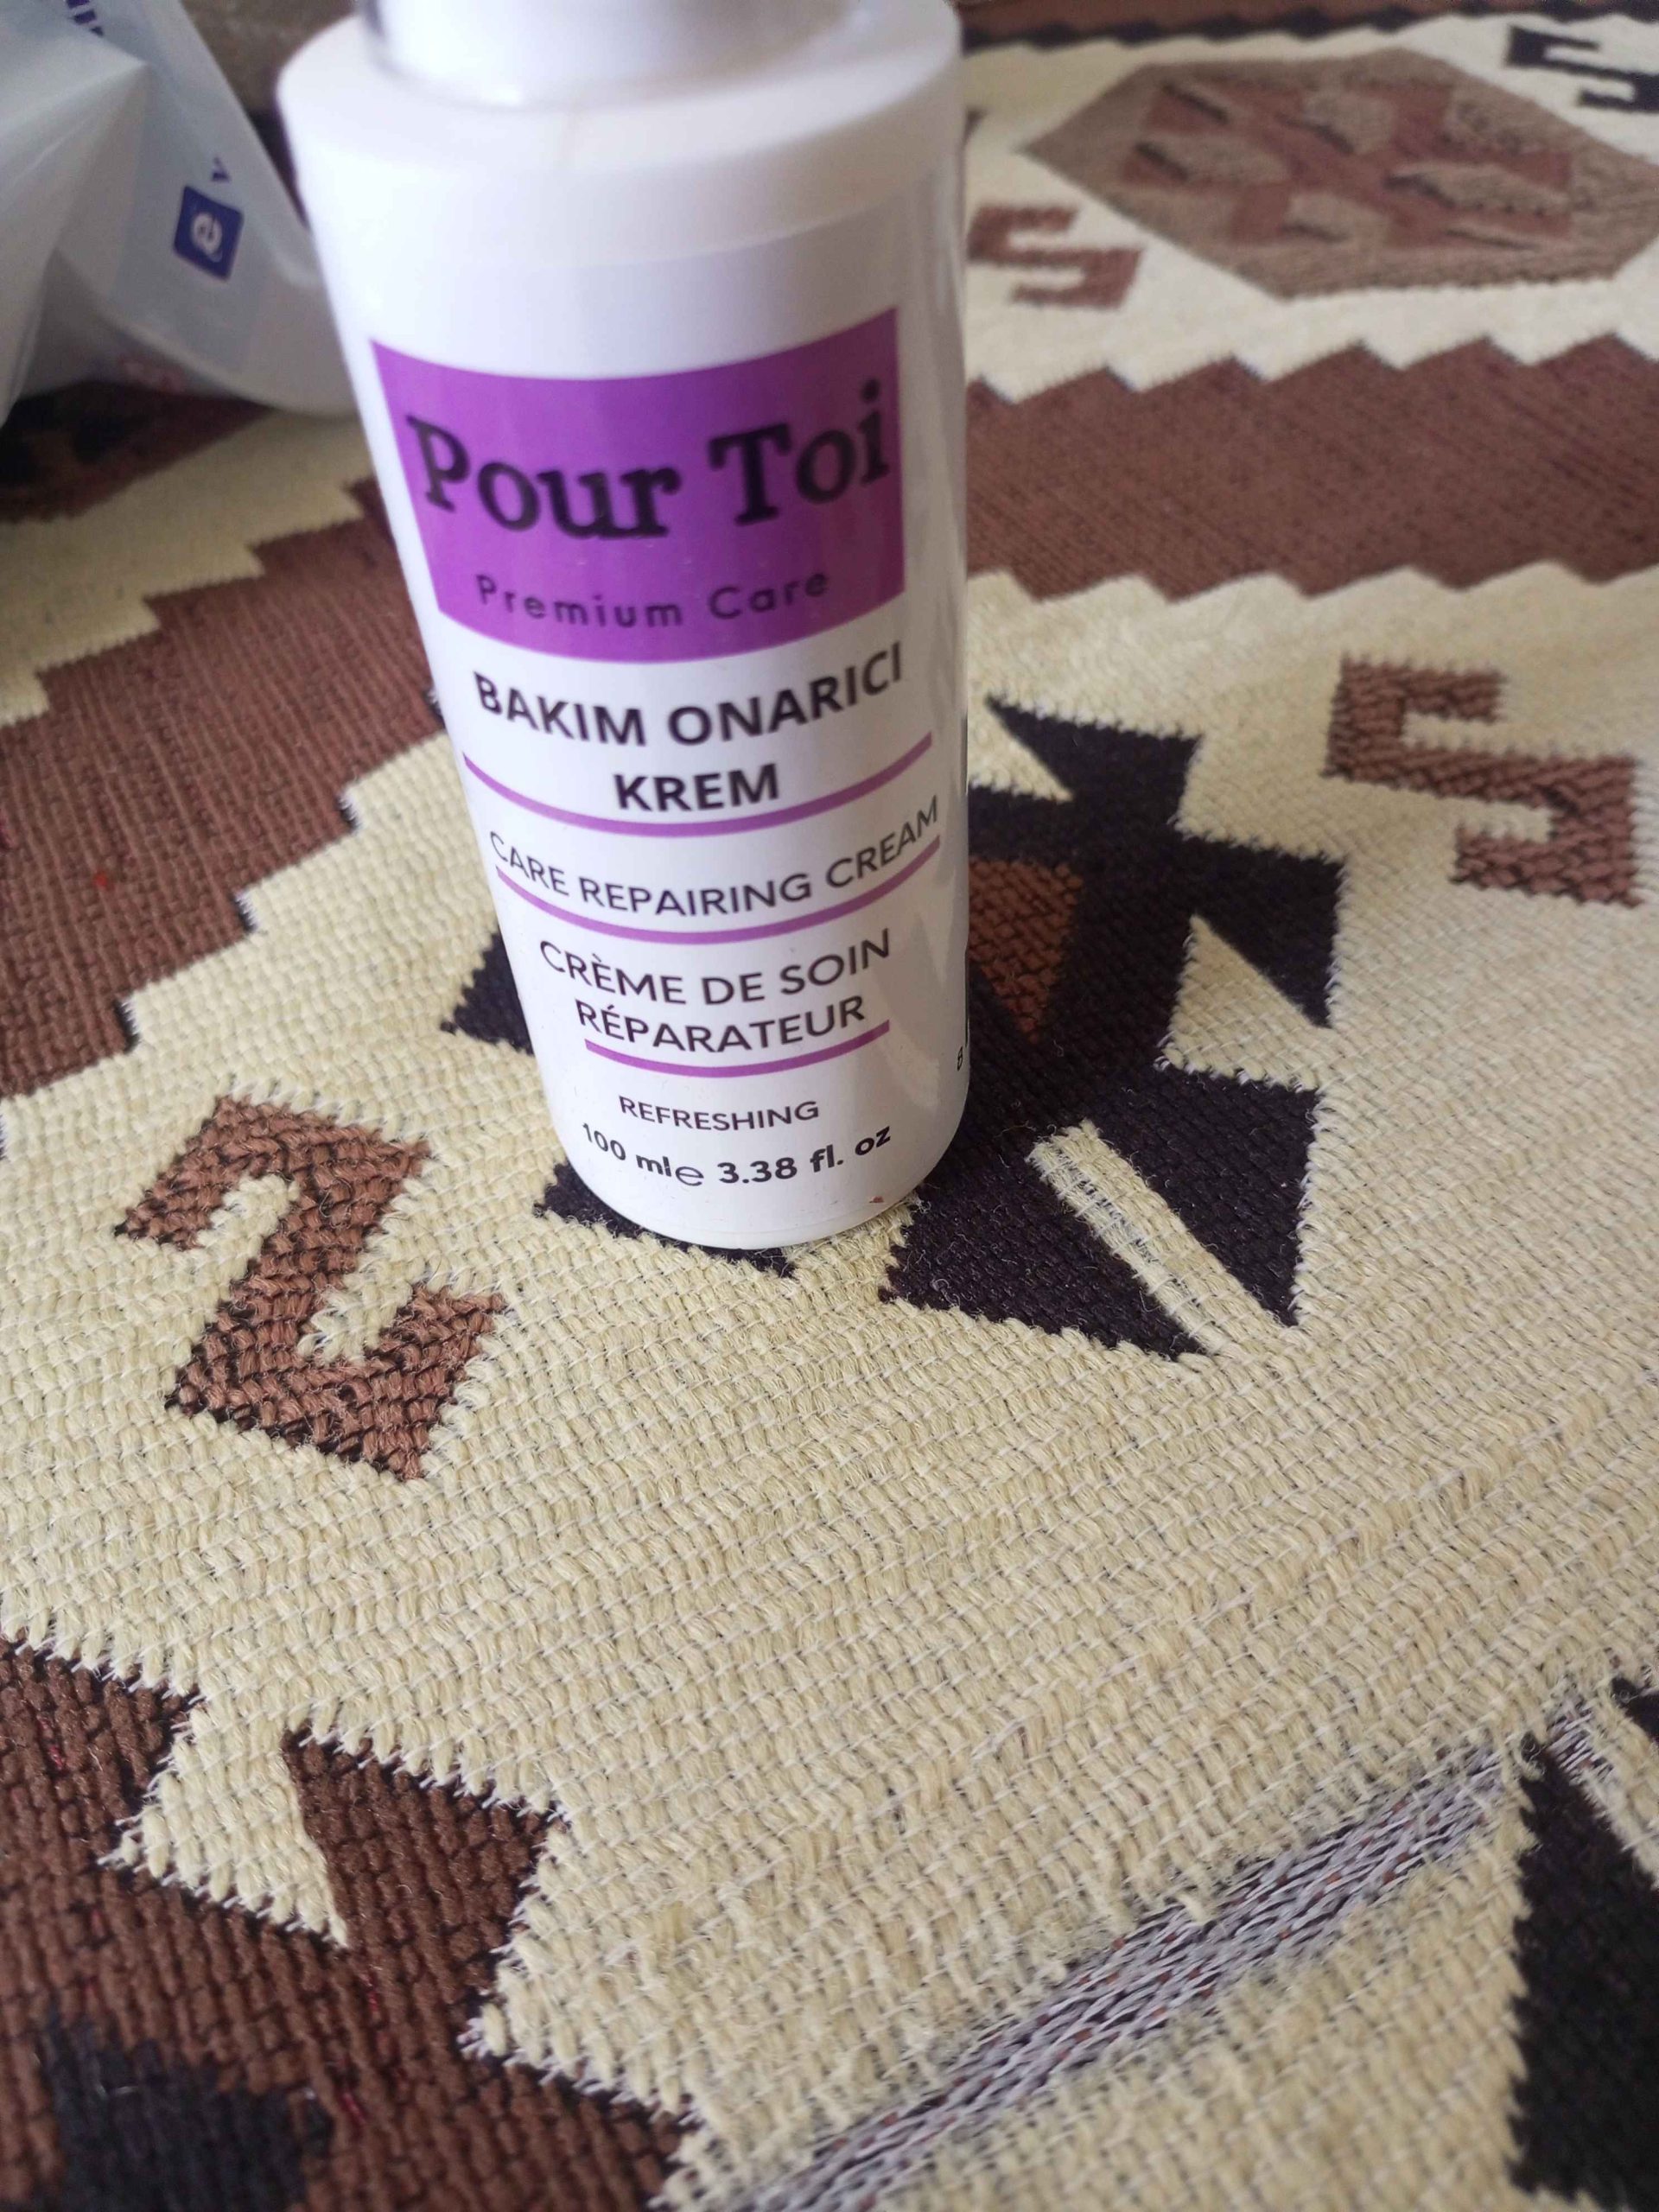 Pour Toi
Premium Care
BAKIM ONARICI
KREM
CARE REPAIRING CREAM
CRÈME DE SOIN
RÉPARATEUR
REFRESHING
100 ml℮ 3.38 fl. oz
8